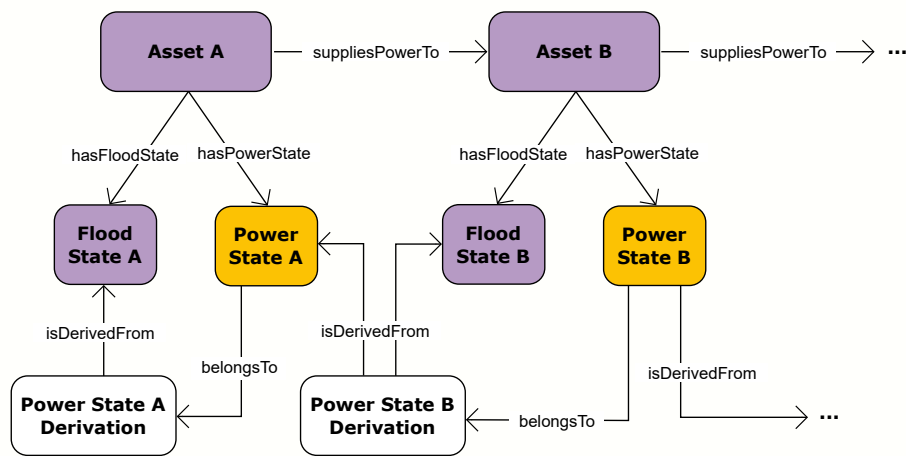 Asset A
suppliesPowerTo
Asset B
suppliesPowerTo
...
hasFloodState
hasPowerState
hasFloodState
hasPowerState
Flood
State A
Power
State A
Flood
State B
Power
State B
isDerivedFrom
isDerivedFrom
belongsTo
isDerivedFrom
Power State A
Derivation
Power State B
Derivation
belongsTo
...